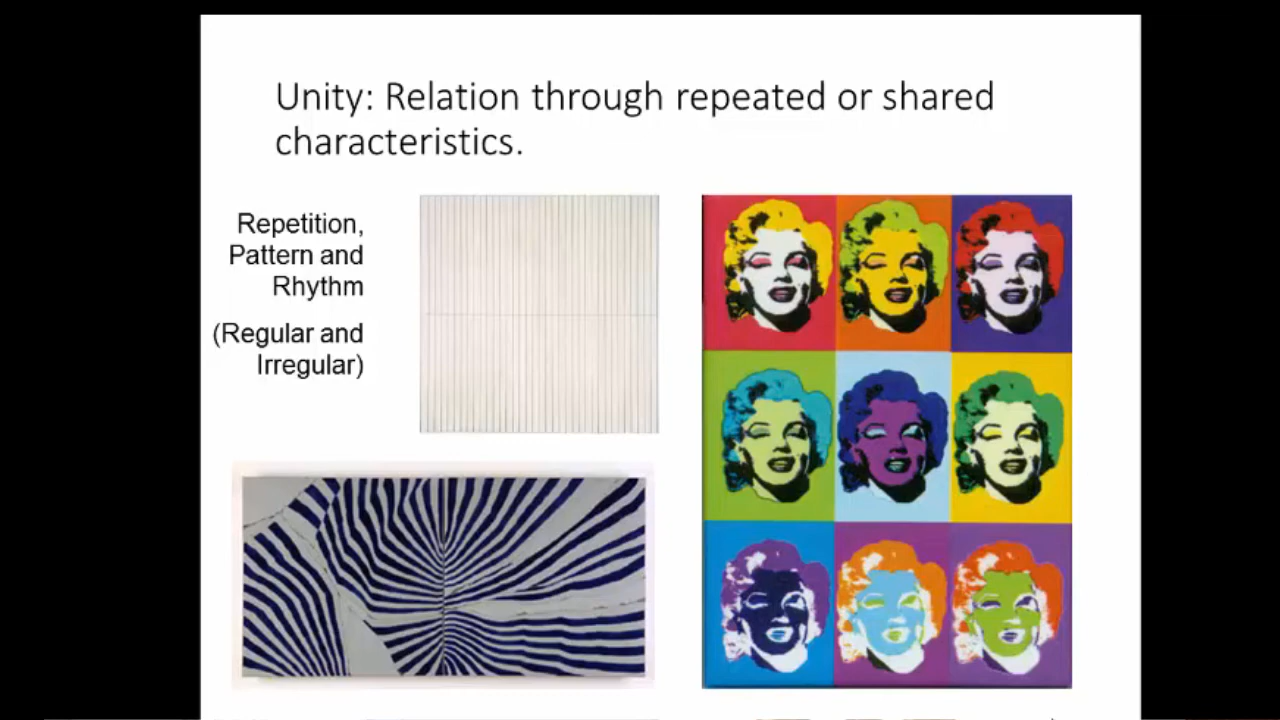 Unity: Relation through repeated or shared
characteristics.
Repetition,
Pattern and
Rhythm
(Regular and
Irregular)